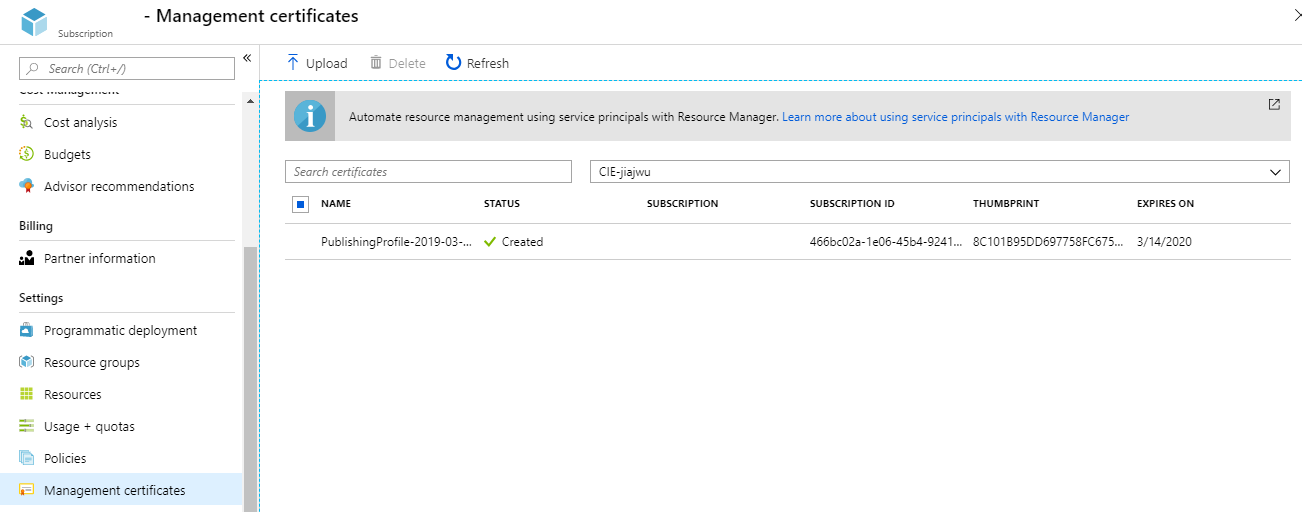 - Management certificates
Subscription
Search (Ctrl+/)
«
Cost Management
Cost analysis
Budgets
Advisor recommendations
Billing
Partner information
Settings
Programmatic deployment
Resource groups
Resources
Usage + quotas
Policies
Management certificates
Upload Delete Refresh
Automate resource management using service principals with Resource Manager. Learn more about using service principals with Resource Manager
Search certificates CIE-jiajwu
NAME STATUS SUBSCRIPTION SUBSCRIPTION ID THUMBPRINT EXPIRES ON
PublishingProfile-2019-03-... Created 466bc02a-1e06-45b4-9241... 8C101B95DD697758FC675... 3/14/2020